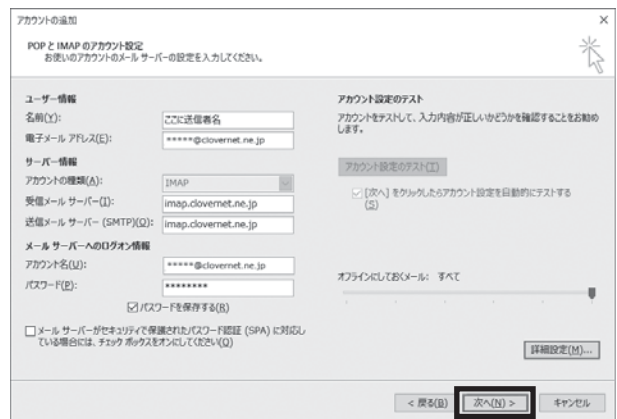 アカウントの追加
POP と IMAP のアカウント設定
お使いのアカウントのメール サーバーの設定を入力してください。
ユーザー情報
名前(Y):
ここに送信者名
電子メール アドレス(E):
*****@clovernet.ne.jp
サーバー情報
アカウントの種類(A):
IMAP
受信メール サーバー(I):
imap.clovernet.ne.jp
送信メール サーバー (SMTP)(O):
imap.clovernet.ne.jp
メール サーバーへのログオン情報
アカウント名(U):
*****@clovernet.ne.jp
パスワード(P):
********
パスワードを保存する(R)
メール サーバーがセキュリティで保護されたパスワード認証 (SPA) に対応し
ている場合には、チェック ボックスをオンにしてください(Q)
アカウント設定のテスト
アカウントをテストして、入力内容が正しいかどうかを確認することをお勧め
します。
アカウント設定のテスト(T)
[次へ] をクリックしたらアカウント設定を自動的にテストする
(S)
オフラインにしておくメール: すべて
詳細設定(M)...
< 戻る(B)
次へ(N) >
キャンセル